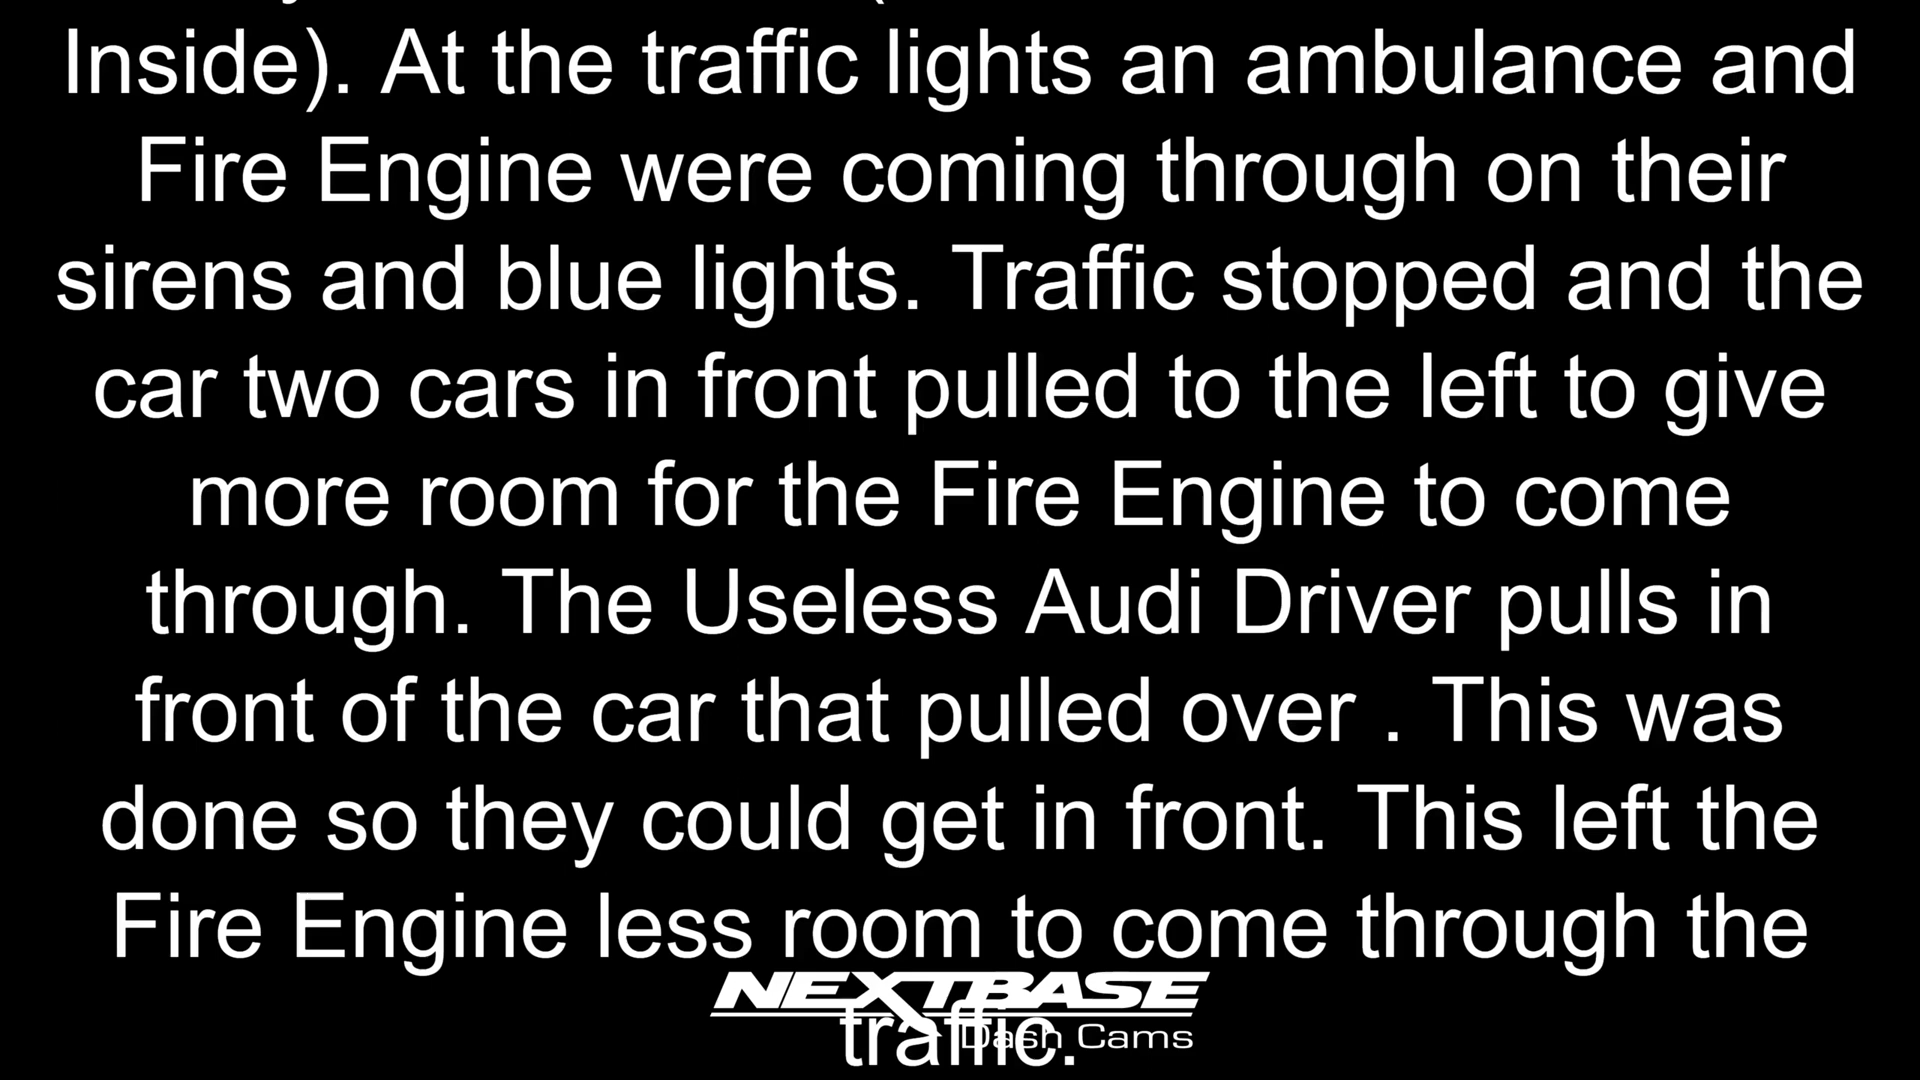 Inside). At the traffic lights an ambulance and
Fire Engine were coming through on their
sirens and blue lights. Traffic stopped and the
car two cars in front pulled to the left to give
more room for the Fire Engine to come
through. The Useless Audi Driver pulls in
front of the car that pulled over . This was
done so they could get in front. This left the
Fire Engine less room to come through the
NEXTBASE
traffic.
Dash Cams